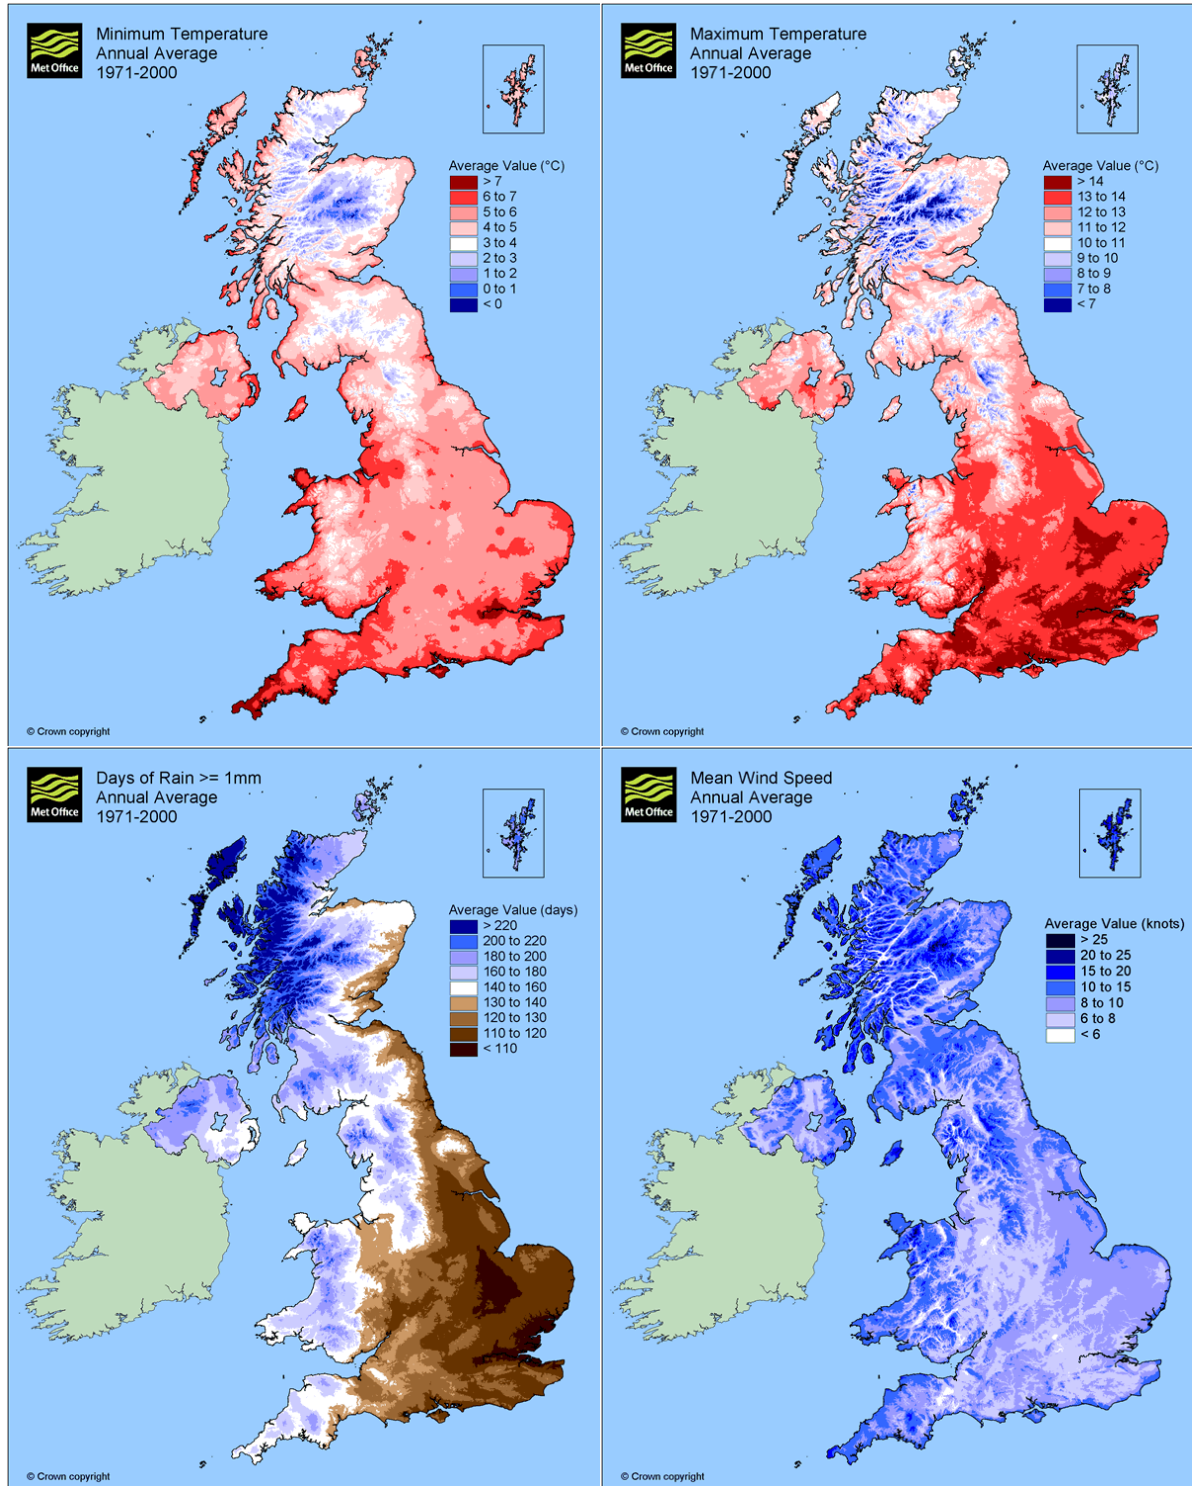 Met Office
Minimum Temperature
Annual Average
1971-2000
Average Value (°C)
> 7
6 to 7
5 to 6
4 to 5
3 to 4
2 to 3
1 to 2
0 to 1
< 0
© Crown copyright
Met Office
Maximum Temperature
Annual Average
1971-2000
Average Value (°C)
> 14
13 to 14
12 to 13
11 to 12
10 to 11
9 to 10
8 to 9
7 to 8
< 7
© Crown copyright
Met Office
Days of Rain >= 1mm
Annual Average
1971-2000
Average Value (days)
> 220
200 to 220
180 to 200
160 to 180
140 to 160
130 to 140
120 to 130
110 to 120
< 110
© Crown copyright
Met Office
Mean Wind Speed
Annual Average
1971-2000
Average Value (knots)
> 25
20 to 25
15 to 20
10 to 15
8 to 10
6 to 8
< 6
© Crown copyright